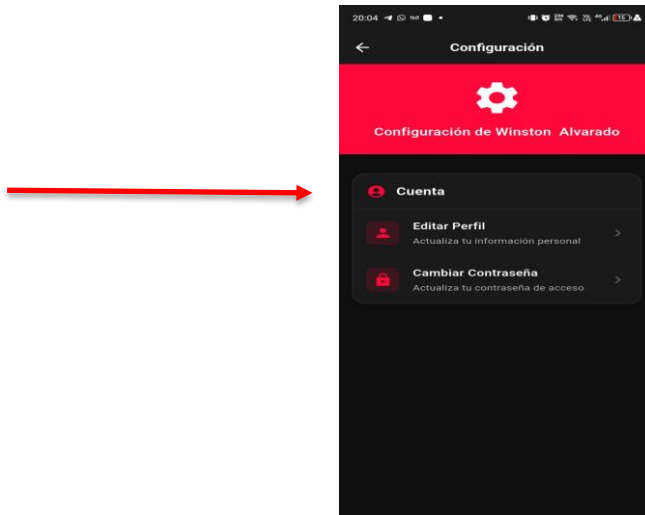 20:04
Configuración
Configuración de Winston Alvarado
Cuenta
Editar Perfil
Actualiza tu información personal
Cambiar Contraseña
Actualiza tu contraseña de acceso